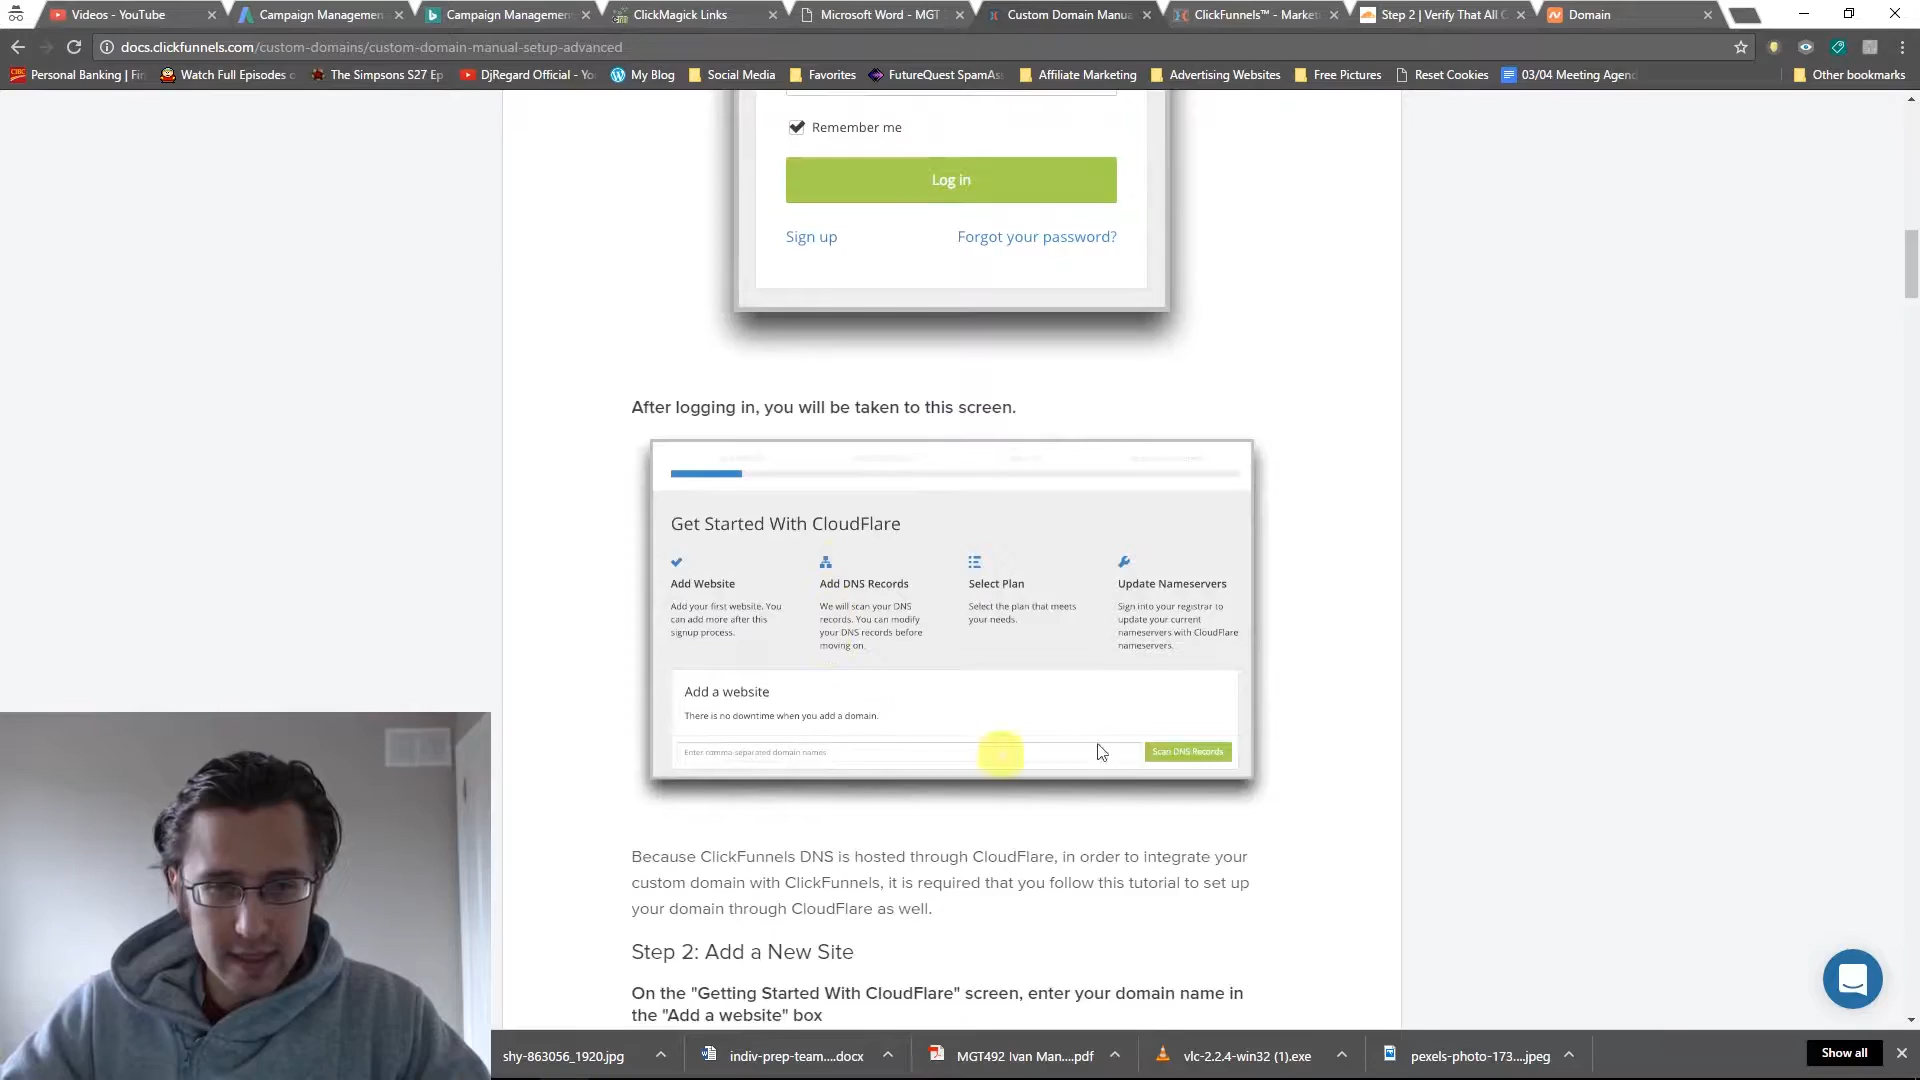 Videos - YouTube
Campaign Managemen
Campaign Managemen
ClickMagick Links
Microsoft Word - MGT
Custom Domain Manua
ClickFunnels™ - Market
Step 2 | Verify That All C
Domain
docs.clickfunnels.com/custom-domains/custom-domain-manual-setup-advanced
Personal Banking | Fin
Watch Full Episodes o
The Simpsons S27 Ep
DjRegard Official - Yo
My Blog
Social Media
Favorites
FutureQuest SpamAs
Affiliate Marketing
Advertising Websites
Free Pictures
Reset Cookies
03/04 Meeting Agend
Other bookmarks
Remember me
Log in
Sign up
Forgot your password?
After logging in, you will be taken to this screen.
Get Started With CloudFlare
Add Website
Add your first website. You
can add more after this
signup process.
Add DNS Records
We will scan your DNS
records. You can modify
your DNS records before
moving on.
Select Plan
Select the plan that meets
your needs.
Update Nameservers
Sign into your registrar to
update your current
nameservers with CloudFlare
nameservers.
Add a website
There is no downtime when you add a domain.
Enter comma-separated domain names
Scan DNS Records
Because ClickFunnels DNS is hosted through CloudFlare, in order to integrate your
custom domain with ClickFunnels, it is required that you follow this tutorial to set up
your domain through CloudFlare as well.
Step 2: Add a New Site
On the "Getting Started With CloudFlare" screen, enter your domain name in
the "Add a website" box
shy-863056_1920.jpg
indiv-prep-team....docx
MGT492 Ivan Man....pdf
vlc-2.2.4-win32 (1).exe
pexels-photo-173....jpeg
Show all